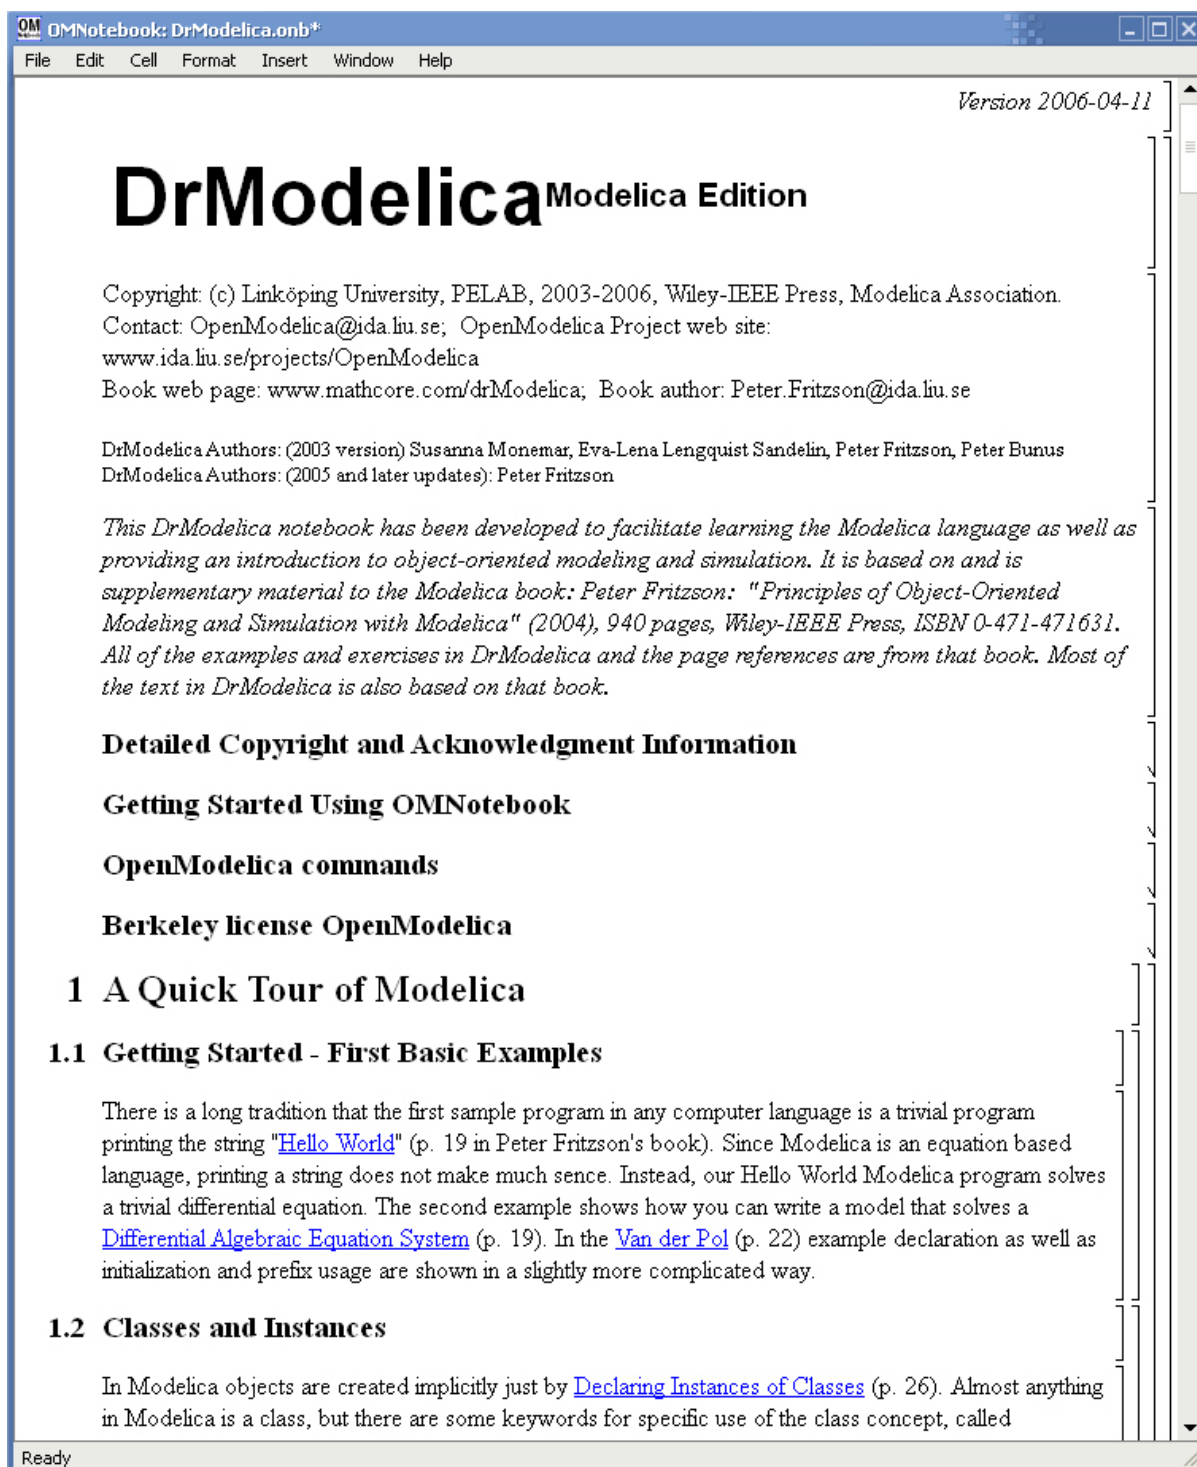 OMNotebook: DrModelica.onb*
File Edit Cell Format Insert Window Help
Version 2006-04-11
DrModelica Modelica Edition
Copyright: (c) Linköping University, PELAB, 2003-2006, Wiley-IEEE Press, Modelica Association.
Contact: OpenModelica@ida.liu.se; OpenModelica Project web site:
www.ida.liu.se/projects/OpenModelica
Book web page: www.mathcore.com/drModelica; Book author: Peter.Fritzson@ida.liu.se
DrModelica Authors: (2003 version) Susanna Monemar, Eva-Lena Lengquist Sandelin, Peter Fritzson, Peter Bunus
DrModelica Authors: (2005 and later updates): Peter Fritzson
This DrModelica notebook has been developed to facilitate learning the Modelica language as well as
providing an introduction to object-oriented modeling and simulation. It is based on and is
supplementary material to the Modelica book: Peter Fritzson: "Principles of Object-Oriented
Modeling and Simulation with Modelica" (2004), 940 pages, Wiley-IEEE Press, ISBN 0-471-471631.
All of the examples and exercises in DrModelica and the page references are from that book. Most of
the text in DrModelica is also based on that book.
Detailed Copyright and Acknowledgment Information
Getting Started Using OMNotebook
OpenModelica commands
Berkeley license OpenModelica
1 A Quick Tour of Modelica
1.1 Getting Started - First Basic Examples
There is a long tradition that the first sample program in any computer language is a trivial program
printing the string "Hello World" (p. 19 in Peter Fritzson's book). Since Modelica is an equation based
language, printing a string does not make much sence. Instead, our Hello World Modelica program solves
a trivial differential equation. The second example shows how you can write a model that solves a
Differential Algebraic Equation System (p. 19). In the Van der Pol (p. 22) example declaration as well as
initialization and prefix usage are shown in a slightly more complicated way.
1.2 Classes and Instances
In Modelica objects are created implicitly just by Declaring Instances of Classes (p. 26). Almost anything
in Modelica is a class, but there are some keywords for specific use of the class concept, called
Ready